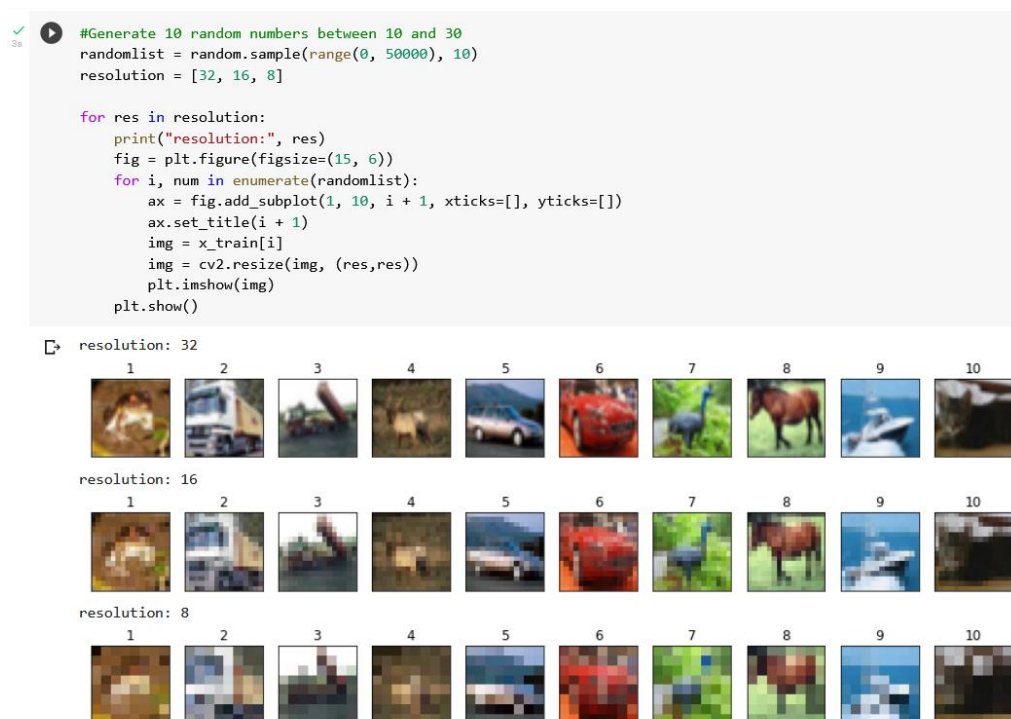 3s
#Generate 10 random numbers between 10 and 30
randomlist = random.sample(range(0, 50000), 10)
resolution = [32, 16, 8]
for res in resolution:
    print("resolution:", res)
    fig = plt.figure(figsize=(15, 6))
    for i, num in enumerate(randomlist):
        ax = fig.add_subplot(1, 10, i + 1, xticks=[], yticks=[])
        ax.set_title(i + 1)
        img = x_train[i]
        img = cv2.resize(img, (res,res))
        plt.imshow(img)
    plt.show()
resolution: 32
1 2 3 4 5 6 7 8 9 10
resolution: 16
1 2 3 4 5 6 7 8 9 10
resolution: 8
1 2 3 4 5 6 7 8 9 10